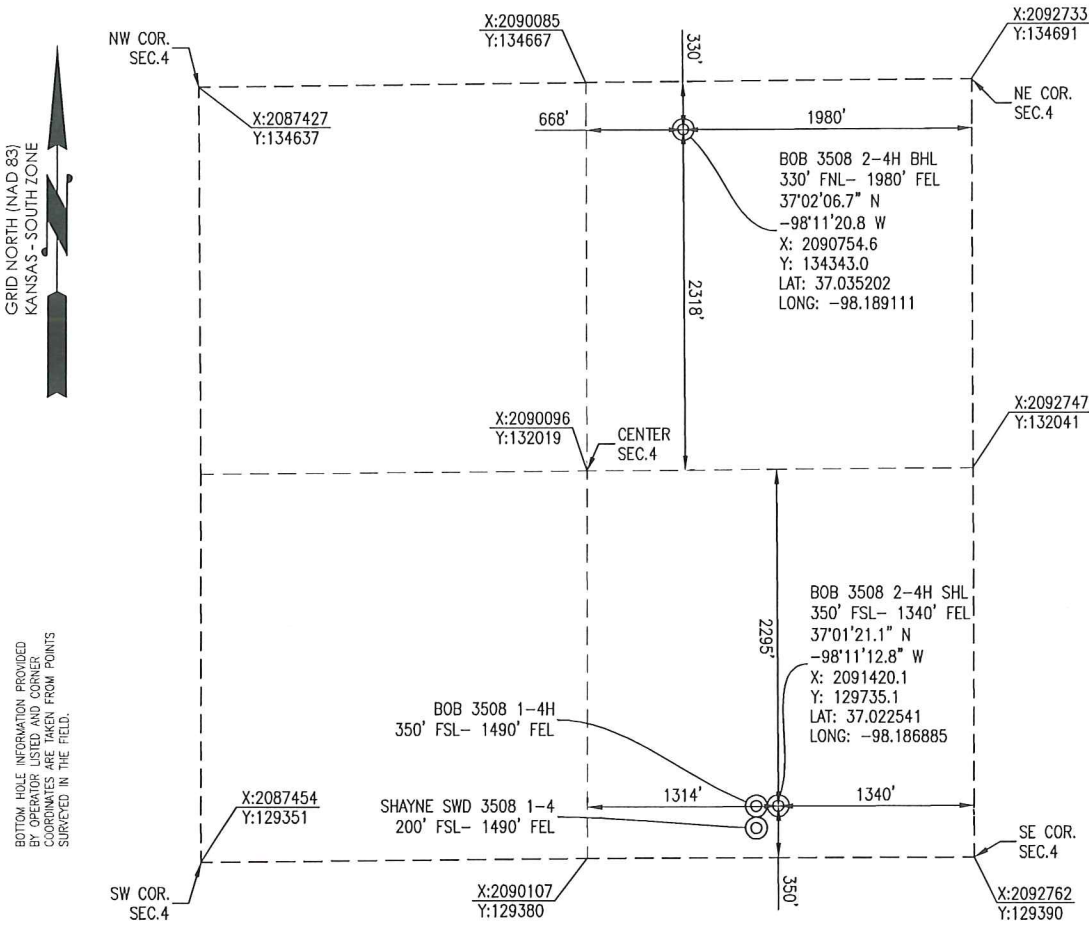 X:2090085
Y:134667
X:2092733
Y:134691
NW COR.
SEC.4
330'
NE COR.
SEC.4
X:2087427
Y:134637
668'
1980'
GRID NORTH (NAD 83)
KANSAS - SOUTH ZONE
BOB 3508 2-4H BHL
330' FNL- 1980' FEL
37°02'06.7" N
-98°11'20.8 W
X: 2090754.6
Y: 134343.0
LAT: 37.035202
LONG: -98.189111
2318'
X:2090096
Y:132019
CENTER
SEC.4
X:2092747
Y:132041
BOB 3508 2-4H SHL
350' FSL- 1340' FEL
37°01'21.1" N
-98°11'12.8" W
X: 2091420.1
Y: 129735.1
LAT: 37.022541
LONG: -98.186885
2295'
BOTTOM HOLE INFORMATION PROVIDED
BY OPERATOR LISTED AND CORNER
COORDINATES ARE TAKEN FROM POINTS
SURVEYED IN THE FIELD.
BOB 3508 1-4H
350' FSL- 1490' FEL
X:2087454
Y:129351
SHAYNE SWD 3508 1-4
200' FSL- 1490' FEL
1314'
1340'
SE COR.
SEC.4
SW COR.
SEC.4
X:2090107
Y:129380
350'
X:2092762
Y:129390